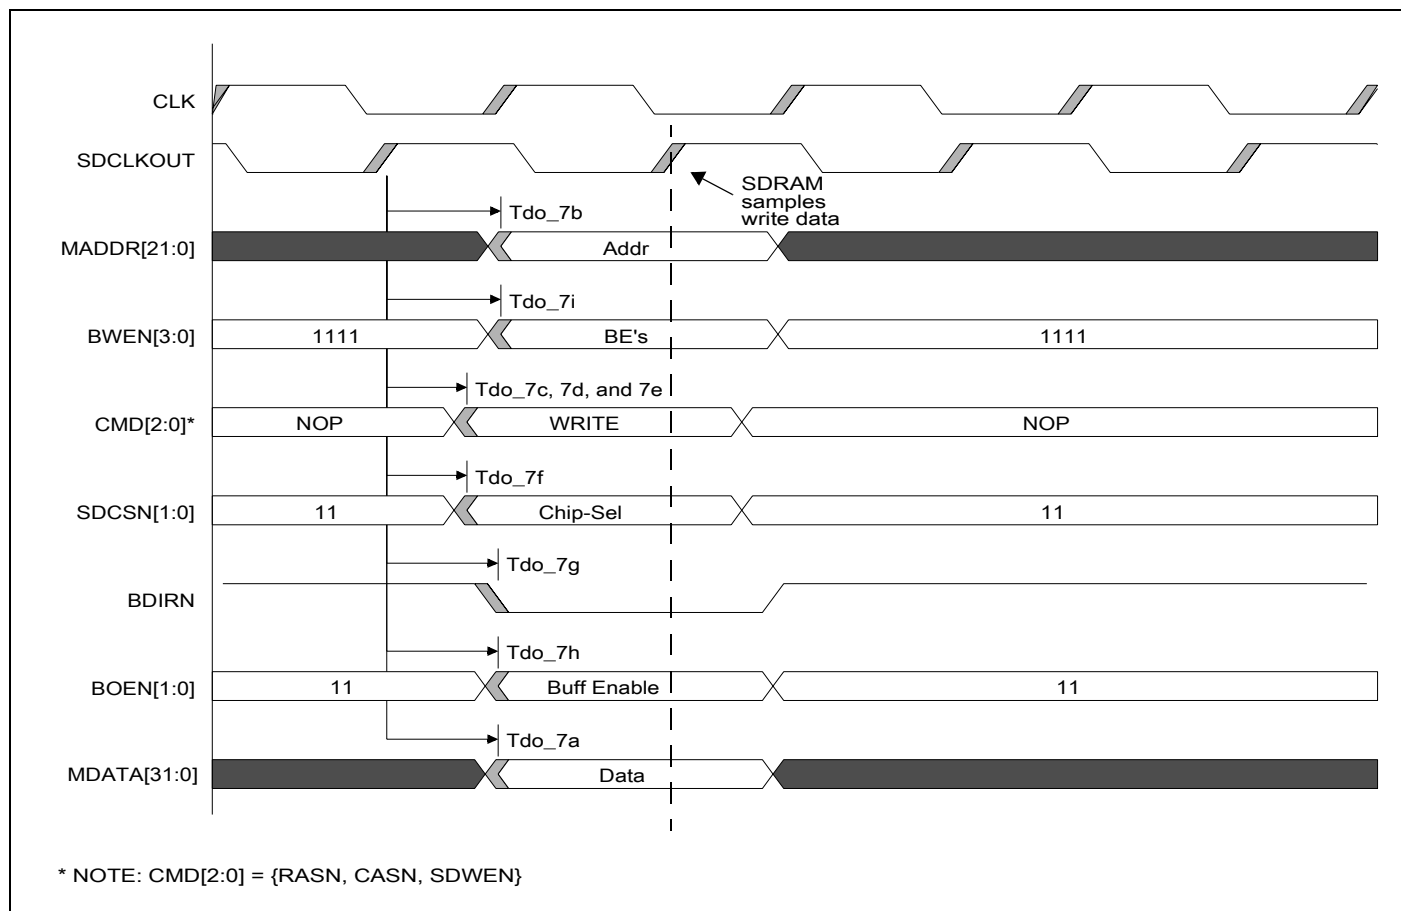 CLK
SDCLKOUT
SDRAM
samples
write data
Tdo_7b
MADDR[21:0]
Addr
Tdo_7i
BWEN[3:0]
1111
BE's
1111
Tdo_7c, 7d, and 7e
CMD[2:0]*
NOP
WRITE
NOP
Tdo_7f
SDCSN[1:0]
11
Chip-Sel
11
Tdo_7g
BDIRN
Tdo_7h
BOEN[1:0]
11
Buff Enable
11
Tdo_7a
MDATA[31:0]
Data
* NOTE: CMD[2:0] = {RASN, CASN, SDWEN}